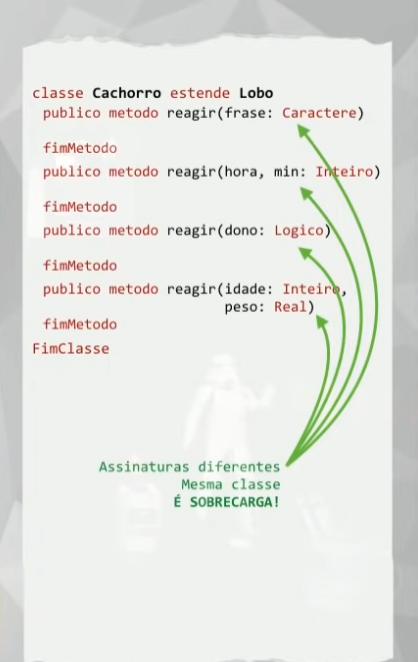 classe Cachorro estende Lobo
publico metodo reagir(frase: Caractere)
fimMetodo
publico metodo reagir(hora, min: Inteiro)
fimMetodo
publico metodo reagir(dono: Logico)
fimMetodo
publico metodo reagir(idade: Inteiro,
peso: Real)
fimMetodo
FimClasse
Assinaturas diferentes
Mesma classe
É SOBRECARGA!